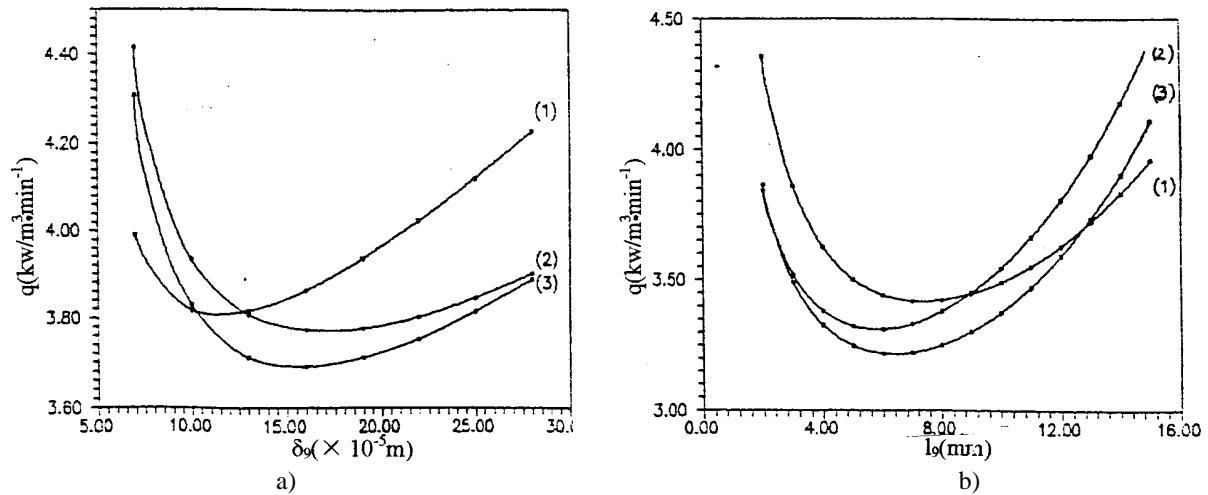 4.40
4.20
4.00
3.80
3.60
q(kw/m³•min⁻¹)
(1)
(2)
(3)
5.00 10.00 15.00 20.00 25.00
δ₉(× 10⁻⁵m)
a)
4.50
4.00
3.50
3.00
q(kw/m³•min⁻¹)
(2)
(3)
(1)
0.00 4.00 8.00 12.00 16.00
l₉(mm)
b)